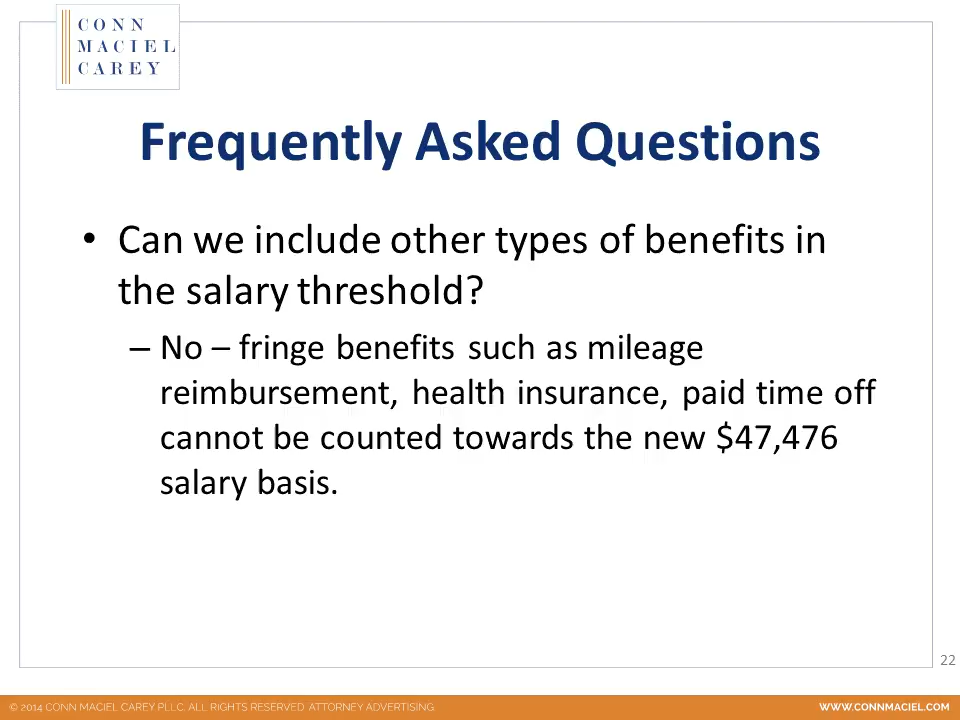 CONN
MACIEL
CAREY
Frequently Asked Questions
• Can we include other types of benefits in
the salary threshold?
– No – fringe benefits such as mileage
reimbursement, health insurance, paid time off
cannot be counted towards the new $47,476
salary basis.
22
© 2014 CONN MACIEL CAREY PLLC. ALL RIGHTS RESERVED. ATTORNEY ADVERTISING.
WWW.CONNMACIEL.COM